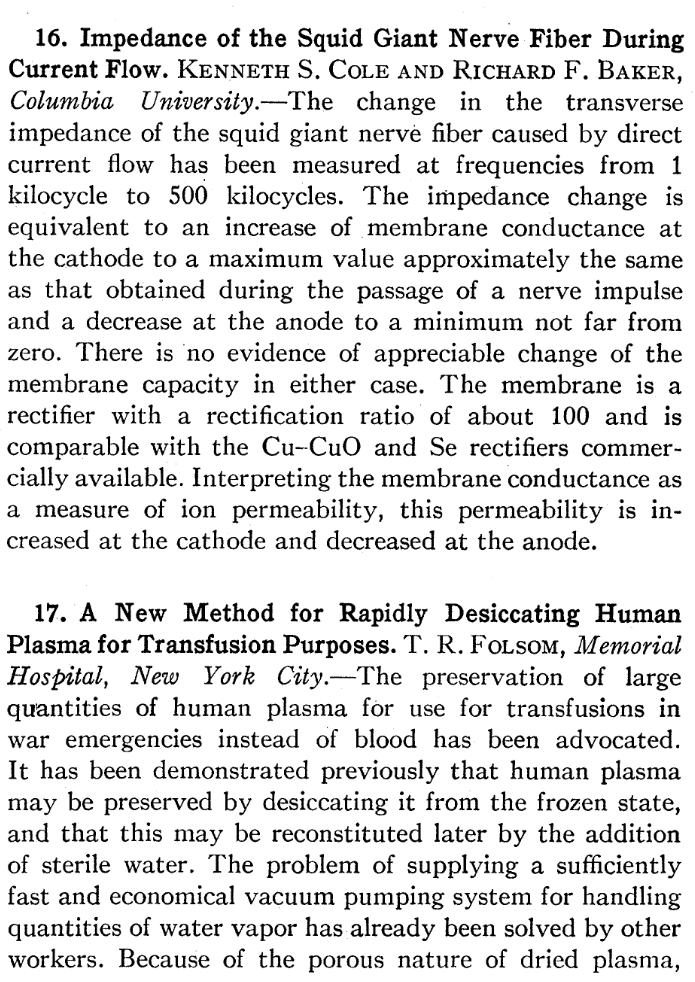 16. Impedance of the Squid Giant Nerve Fiber During
Current Flow. KENNETH S. COLE AND RICHARD F. BAKER,
Columbia University.—The change in the transverse
impedance of the squid giant nerve fiber caused by direct
current flow has been measured at frequencies from 1
kilocycle to 500 kilocycles. The impedance change is
equivalent to an increase of membrane conductance at
the cathode to a maximum value approximately the same
as that obtained during the passage of a nerve impulse
and a decrease at the anode to a minimum not far from
zero. There is no evidence of appreciable change of the
membrane capacity in either case. The membrane is a
rectifier with a rectification ratio of about 100 and is
comparable with the Cu–CuO and Se rectifiers commer-
cially available. Interpreting the membrane conductance as
a measure of ion permeability, this permeability is in-
creased at the cathode and decreased at the anode.
17. A New Method for Rapidly Desiccating Human
Plasma for Transfusion Purposes. T. R. FOLSOM, Memorial
Hospital, New York City.—The preservation of large
quantities of human plasma for use for transfusions in
war emergencies instead of blood has been advocated.
It has been demonstrated previously that human plasma
may be preserved by desiccating it from the frozen state,
and that this may be reconstituted later by the addition
of sterile water. The problem of supplying a sufficiently
fast and economical vacuum pumping system for handling
quantities of water vapor has already been solved by other
workers. Because of the porous nature of dried plasma,